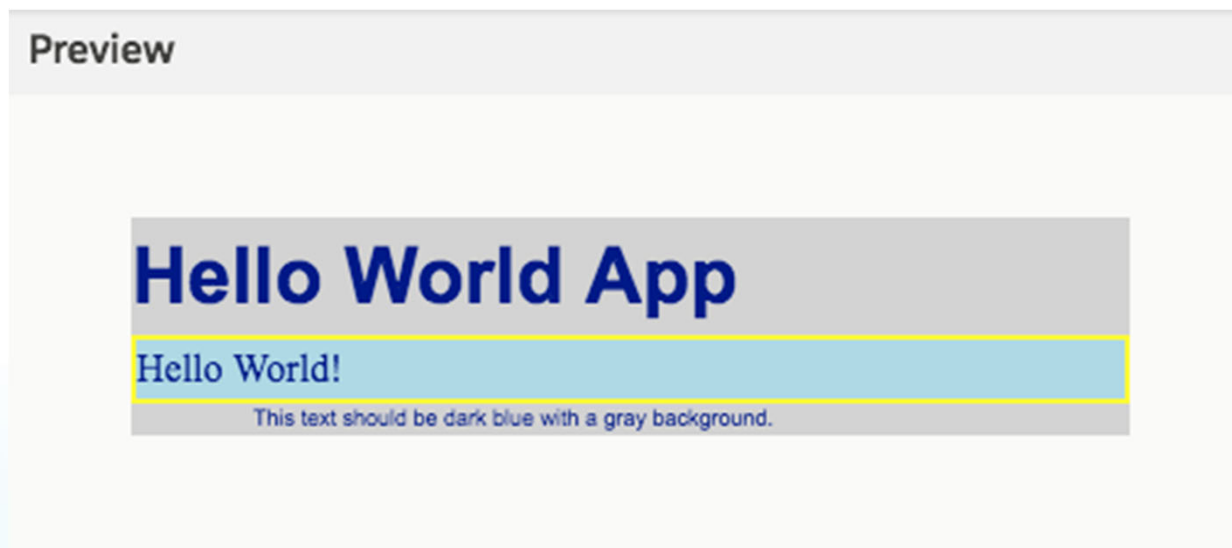 Preview
Hello World App
Hello World!
This text should be dark blue with a gray background.